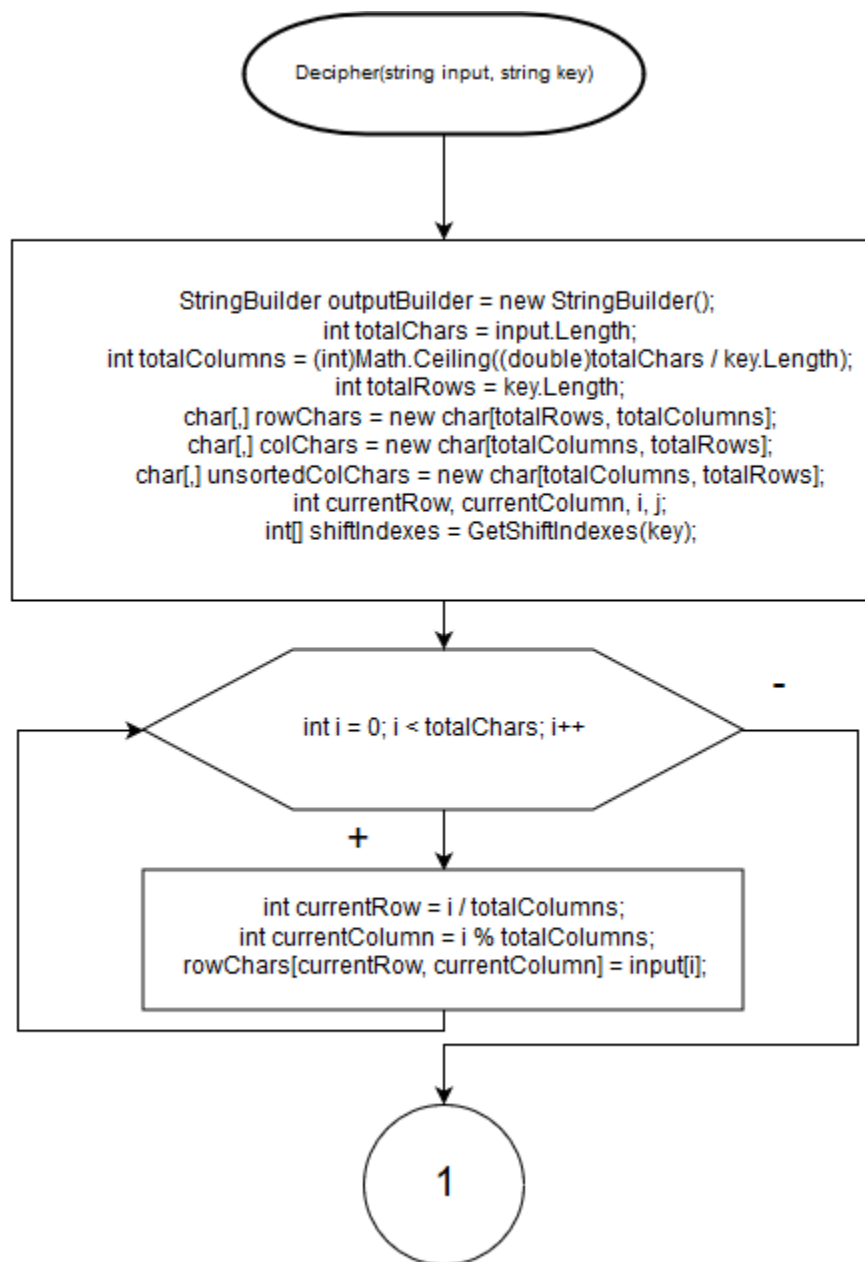 Decipher(string input, string key)
StringBuilder outputBuilder = new StringBuilder();
int totalChars = input.Length;
int totalColumns = (int)Math.Ceiling((double)totalChars / key.Length);
int totalRows = key.Length;
char[,] rowChars = new char[totalRows, totalColumns];
char[,] colChars = new char[totalColumns, totalRows];
char[,] unsortedColChars = new char[totalColumns, totalRows];
int currentRow, currentColumn, i, j;
int[] shiftIndexes = GetShiftIndexes(key);
-
int i = 0; i < totalChars; i++
+
int currentRow = i / totalColumns;
int currentColumn = i % totalColumns;
rowChars[currentRow, currentColumn] = input[i];
1